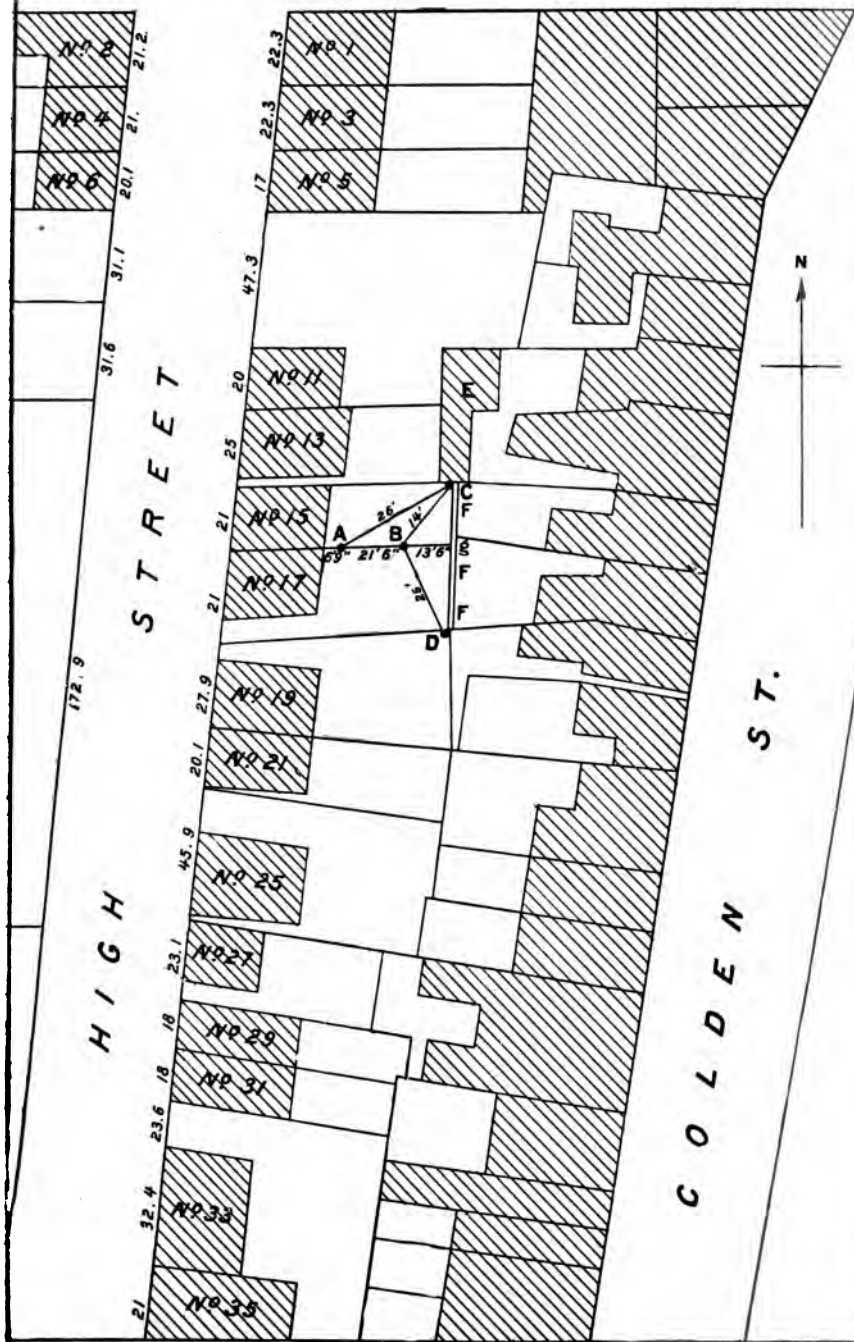 Nº 2
21.2
22.3
Nº 1
Nº 4
21.
22.3
Nº 3
Nº 6
20.1
17
Nº 5
31.1
47.3
N
31.6
20
Nº 11
E
25
Nº 13
21
Nº 15
26'
14'
C
F
A
B
g
6'9"
21'6"
13'6"
21
Nº 17
F
F
D
STREET
172.9
27.9
Nº 19
20.1
Nº 21
ST.
45.9
Nº 25
HIGH
23.1
Nº 27
COLDEN
18
Nº 29
18
Nº 31
23.6
32.4
Nº 33
21
Nº 35